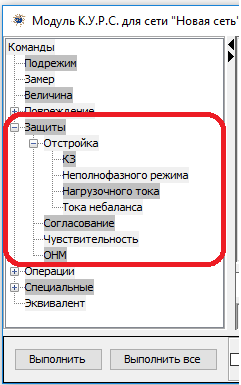 Модуль К.У.Р.С. для сети "Новая сеть"
Команды
Подрежим
Замер
Величина
Повреждение
Защиты
Отстройка
КЗ
Неполнофазного режима
Нагрузочного тока
Тока небаланса
Согласование
Чувствительность
ОНМ
Операции
Специальные
Эквивалент
Выполнить
Выполнить все